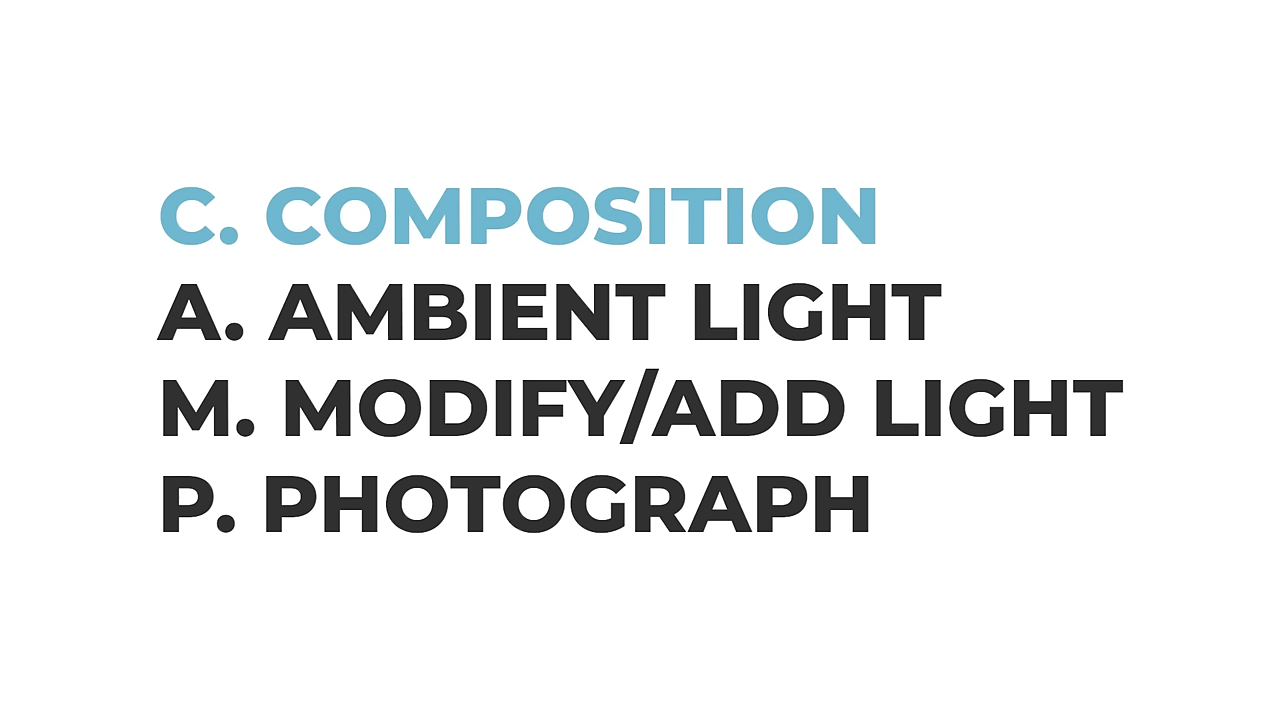 C. COMPOSITION
A. AMBIENT LIGHT
M. MODIFY/ADD LIGHT
P. PHOTOGRAPH